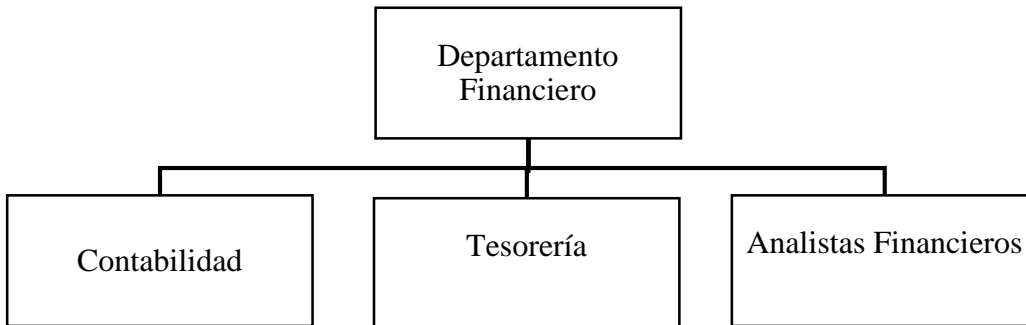 Departamento
Financiero
Contabilidad
Tesorería
Analistas Financieros